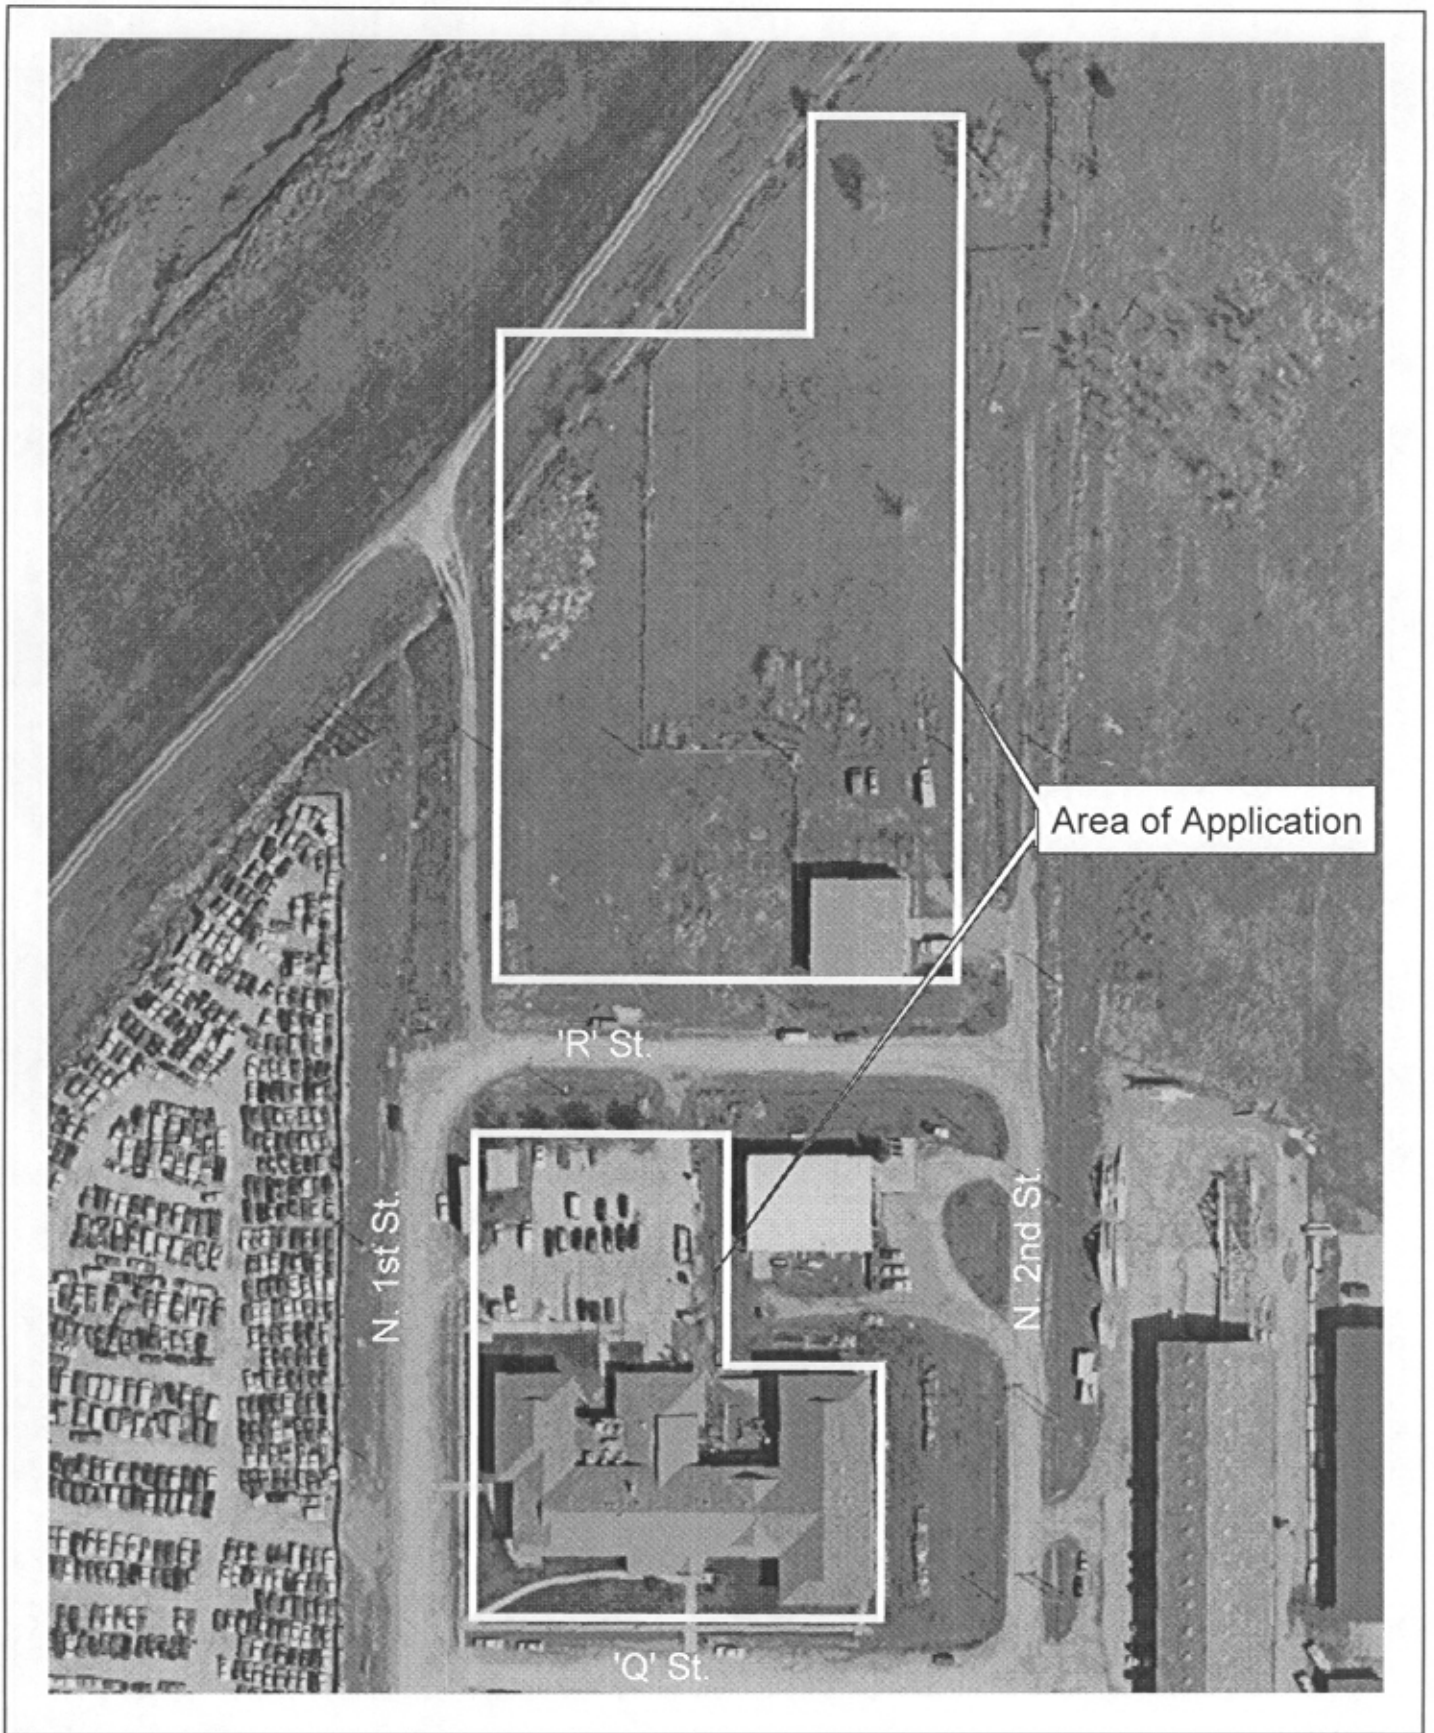 Area of Application
'R' St.
N. 1st St.
N. 2nd St.
'Q' St.